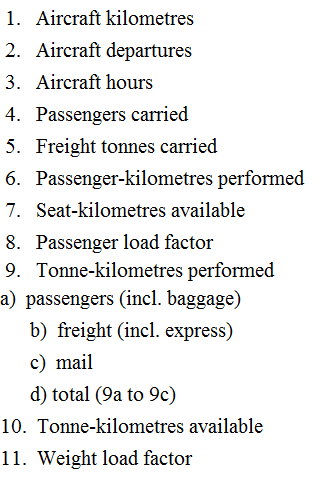 1. Aircraft kilometres
2. Aircraft departures
3. Aircraft hours
4. Passengers carried
5. Freight tonnes carried
6. Passenger-kilometres performed
7. Seat-kilometres available
8. Passenger load factor
9. Tonne-kilometres performed
a) passengers (incl. baggage)
b) freight (incl. express)
c) mail
d) total (9a to 9c)
10. Tonne-kilometres available
11. Weight load factor